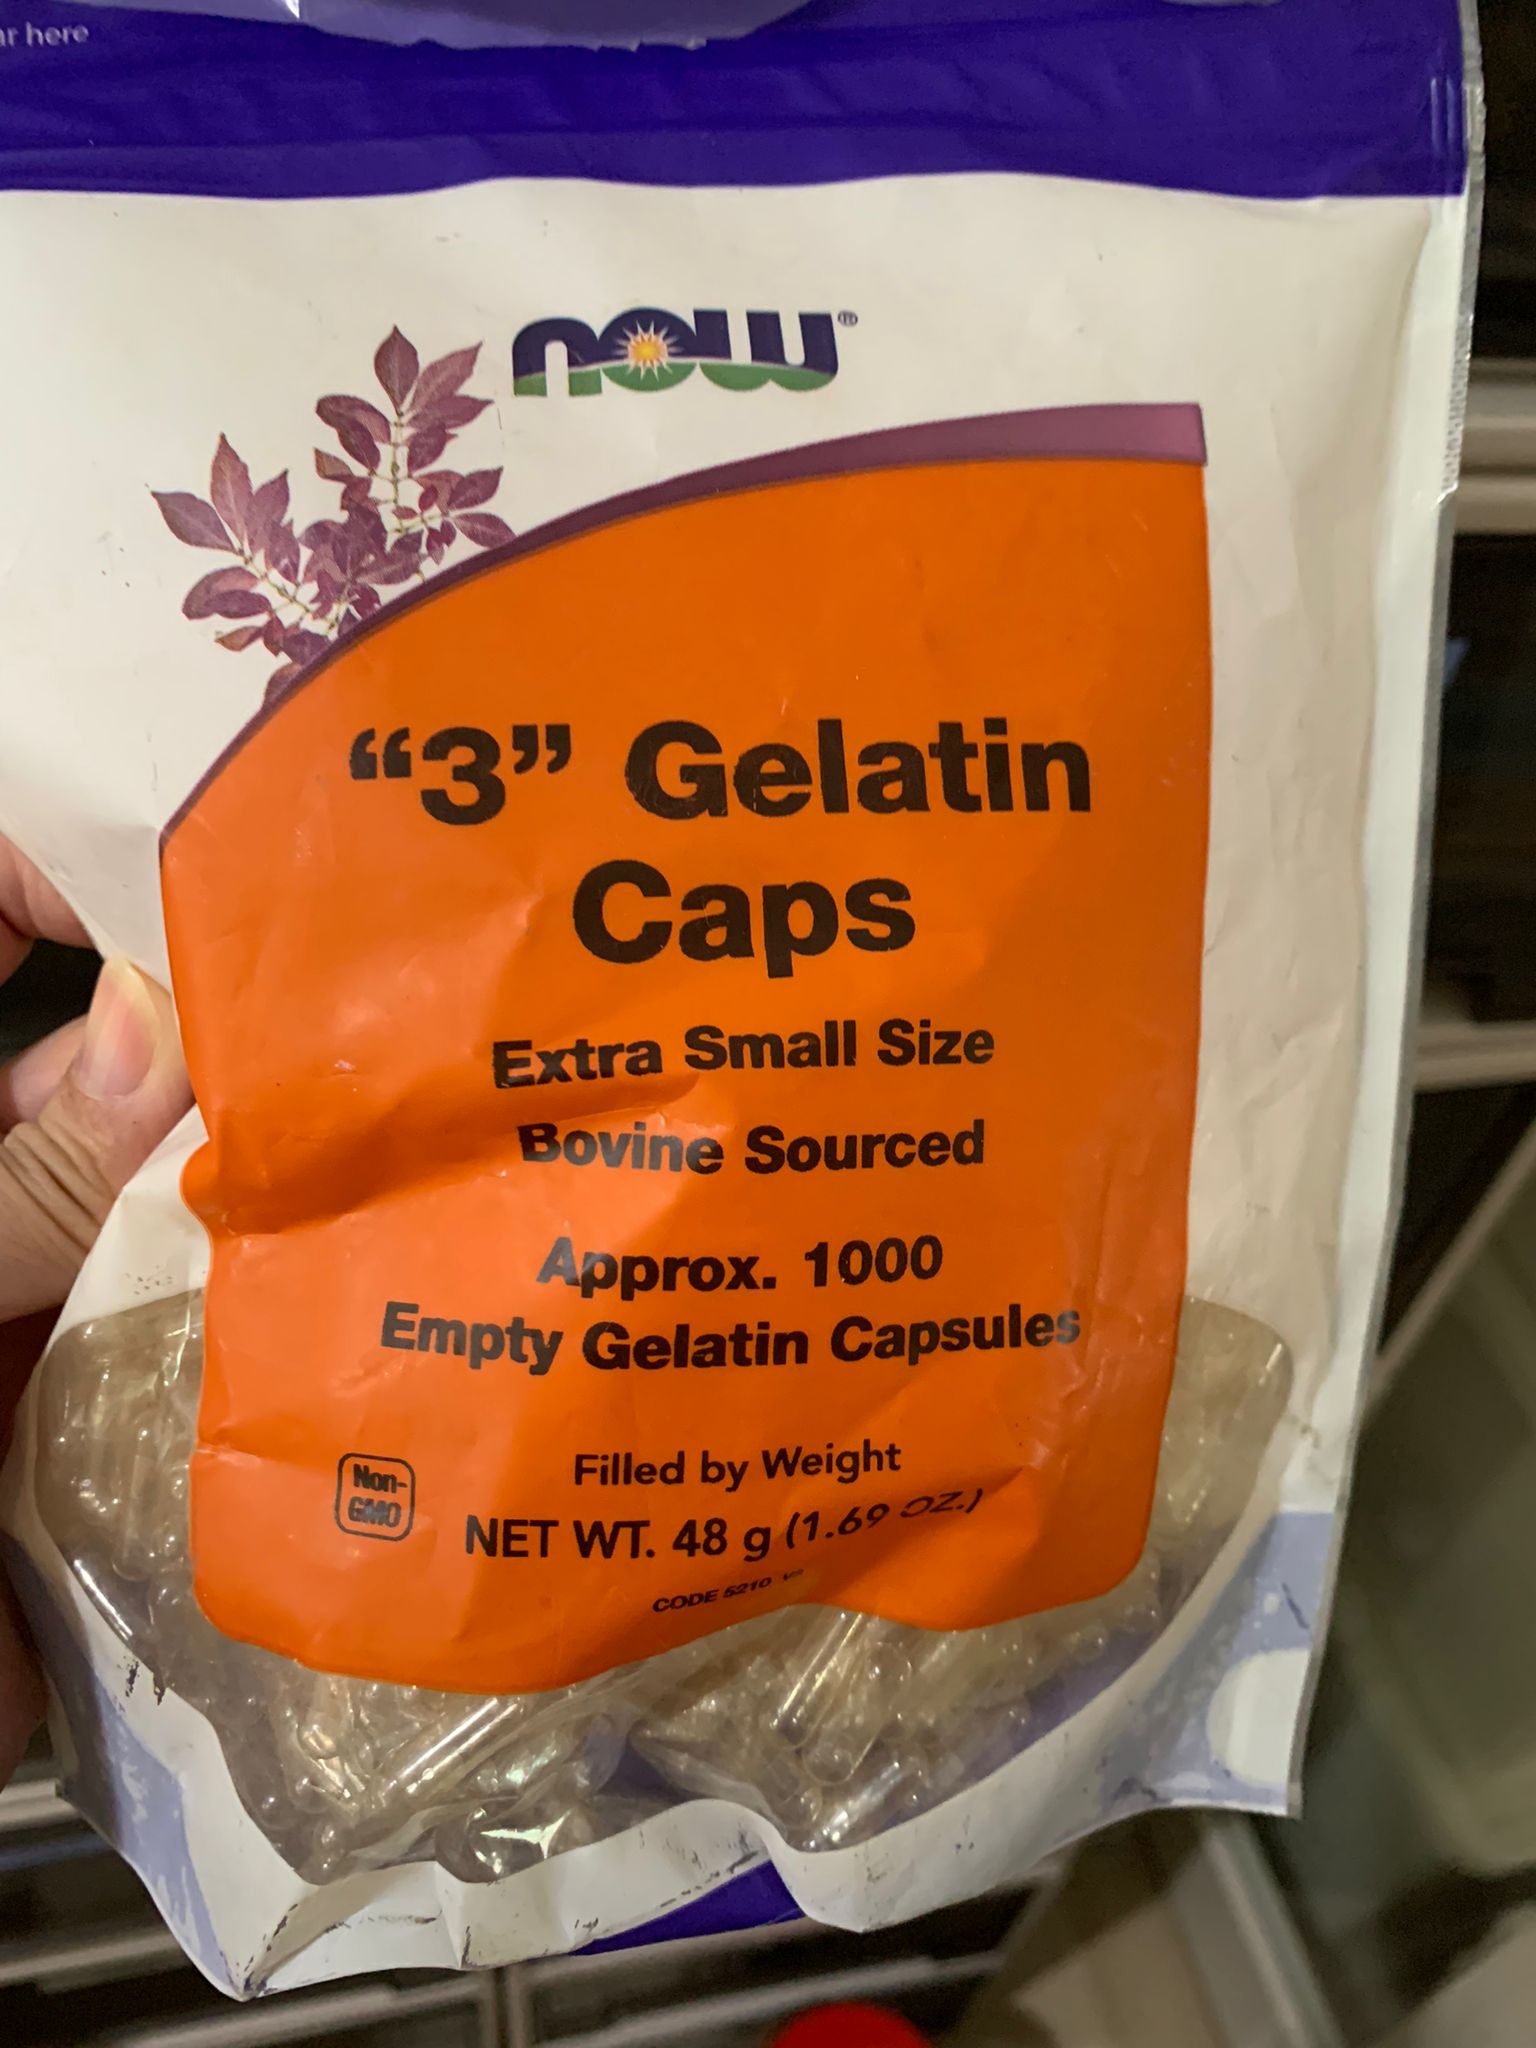 ar here
now®
“3” Gelatin
Caps
Extra Small Size
Bovine Sourced
Approx. 1000
Empty Gelatin Capsules
Non-
GMO
Filled by Weight
NET WT. 48 g (1.69 OZ.)
CODE 5210